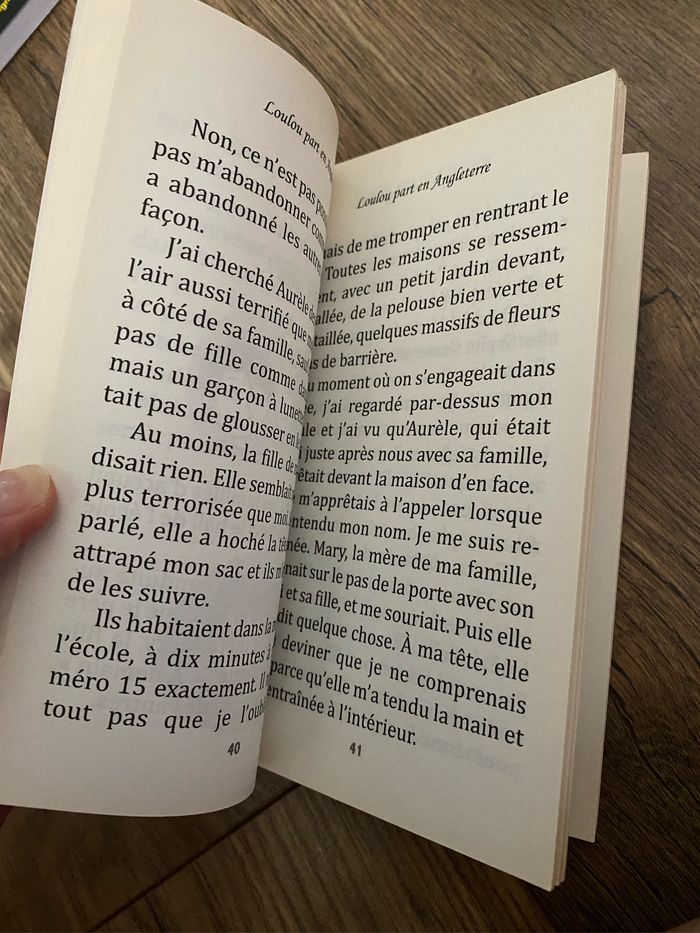 Loulou part en
Non, ce n'est pas
pas m'abandonner
a abandonné les
façon.
J'ai cherché Aurèle
l'air aussi terrifié que
à côté de sa famille,
pas de fille comme
mais un garçon à
tait pas de glousser en
Au moins, la fille de
disait rien. Elle semblait
plus terrorisée que moi.
parlé, elle a hoché la
attrapé mon sac et ils
de les suivre.
Ils habitaient dans la
l'école, à dix minutes
méro 15 exactement.
tout pas que je
40
Loulou part en Angleterre
de me tromper en rentrant le
Toutes les maisons se ressem-
avec un petit jardin devant,
de la pelouse bien verte et
taillée, quelques massifs de fleurs
de barrière.
moment où on s'engageait dans
j'ai regardé par-dessus mon
et j'ai vu qu'Aurèle, qui était
juste après nous avec sa famille,
devant la maison d'en face.
m'apprêtais à l'appeler lorsque
mon nom. Je me suis re-
Mary, la mère de ma famille,
sur le pas de la porte avec son
et sa fille, et me souriait. Puis elle
dit quelque chose. À ma tête, elle
deviner que je ne comprenais
parce qu'elle m'a tendu la main et
entraînée à l'intérieur.
41